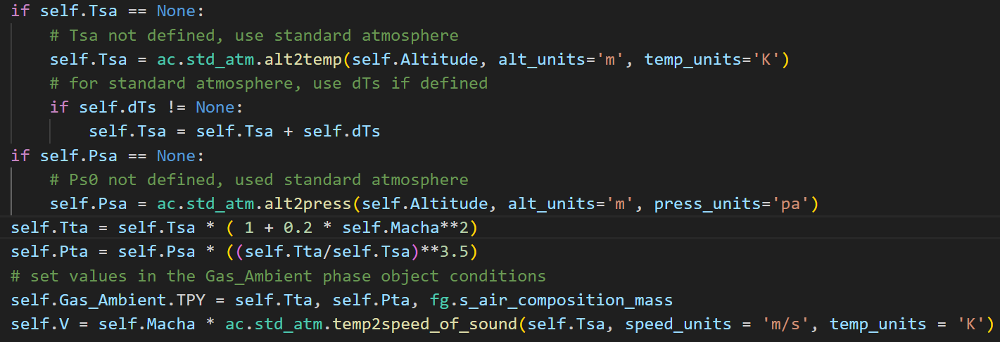 if self.Tsa == None:
    # Tsa not defined, use standard atmosphere
    self.Tsa = ac.std_atm.alt2temp(self.Altitude, alt_units='m', temp_units='K')
    # for standard atmosphere, use dTs if defined
    if self.dTs != None:
        self.Tsa = self.Tsa + self.dTs
if self.Psa == None:
    # Ps0 not defined, used standard atmosphere
    self.Psa = ac.std_atm.alt2press(self.Altitude, alt_units='m', press_units='pa')
self.Tta = self.Tsa * ( 1 + 0.2 * self.Macha**2)
self.Pta = self.Psa * ((self.Tta/self.Tsa)**3.5)
# set values in the Gas_Ambient phase object conditions
self.Gas_Ambient.TPY = self.Tta, self.Pta, fg.s_air_composition_mass
self.V = self.Macha * ac.std_atm.temp2speed_of_sound(self.Tsa, speed_units = 'm/s', temp_units = 'K')